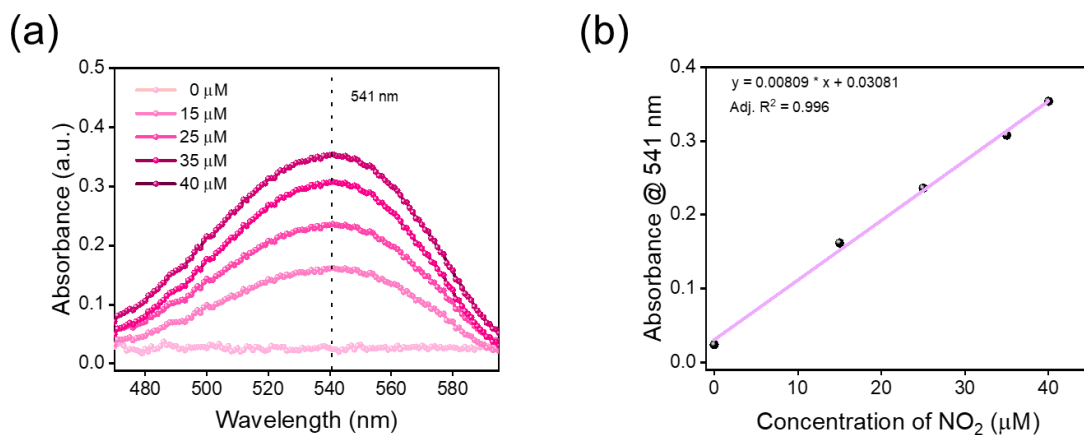 (a)
0.5
0.4
0.3
0.2
0.1
0.0
Absorbance (a.u.)
0 μM
15 μM
25 μM
35 μM
40 μM
541 nm
480
500
520
540
560
580
Wavelength (nm)
(b)
0.4
0.3
0.2
0.1
0.0
Absorbance @ 541 nm
y = 0.00809 * x + 0.03081
Adj. R² = 0.996
0
10
20
30
40
Concentration of NO₂ (μM)